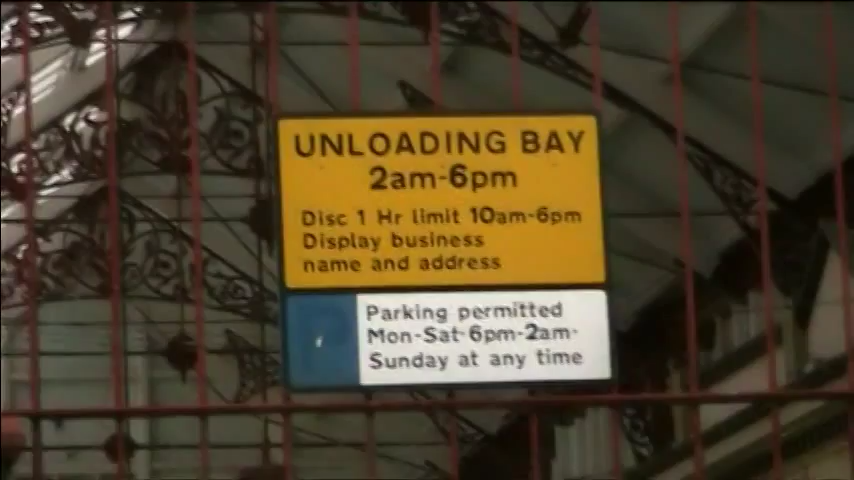 UNLOADING BAY
2am-6pm
Disc 1 Hr limit 10am-6pm
Display business
name and address
Parking permitted
Mon-Sat-6pm-2am-
Sunday at any time